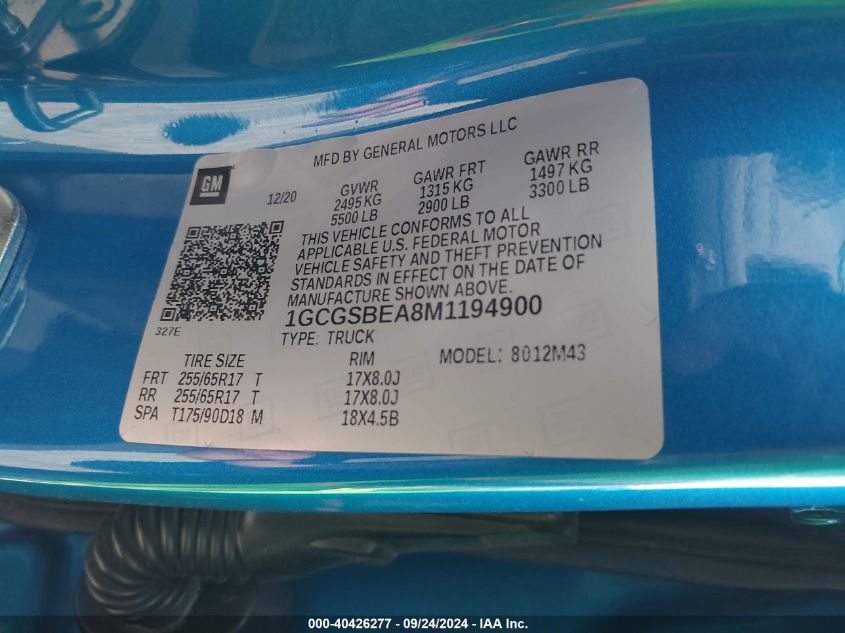 MFD BY GENERAL MOTORS LLC
GM
12/20
GVWR GAWR FRT GAWR RR
2495 KG 1315 KG 1497 KG
5500 LB 2900 LB 3300 LB
THIS VEHICLE CONFORMS TO ALL
APPLICABLE U.S. FEDERAL MOTOR
VEHICLE SAFETY AND THEFT PREVENTION
STANDARDS IN EFFECT ON THE DATE OF
MANUFACTURE SHOWN ABOVE.
1GCGSBEA8M1194900
327E
TYPE: TRUCK
MODEL: 8012M43
TIRE SIZE RIM
FRT 255/65R17 T 17X8.0J
RR 255/65R17 T 17X8.0J
SPA T175/90D18 M 18X4.5B
000-40426277 - 09/24/2024 - IAA Inc.